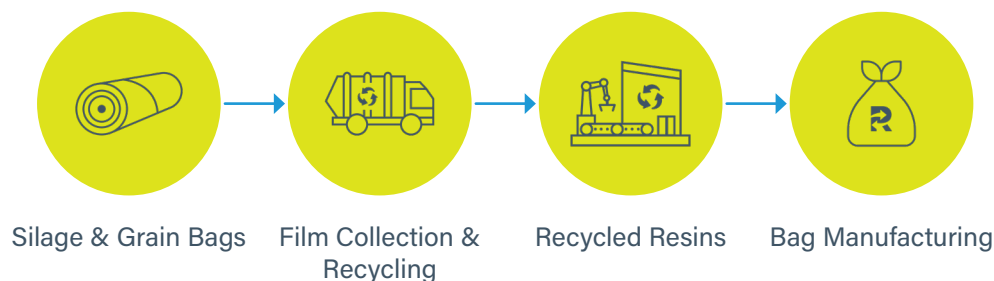 R
Silage & Grain Bags
Film Collection &
Recycling
Recycled Resins
Bag Manufacturing